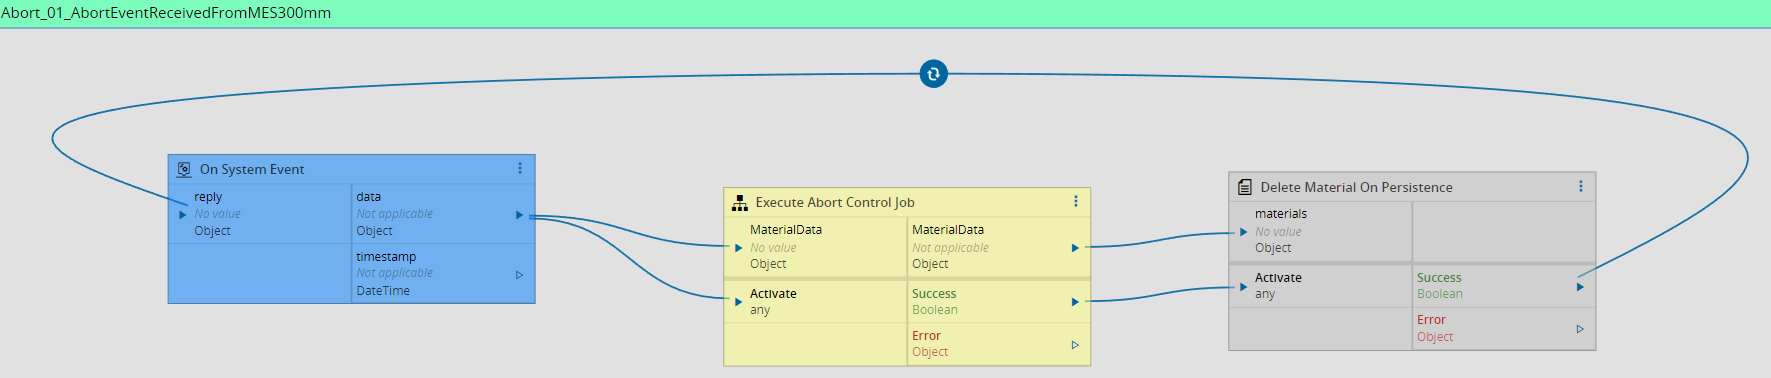 Abort_01_AbortEventReceivedFromMES300mm
On System Event
reply
No value
Object
data
Not applicable
Object
timestamp
Not applicable
DateTime
Execute Abort Control Job
MaterialData
No value
Object
MaterialData
Not applicable
Object
Activate
any
Success
Boolean
Error
Object
Delete Material On Persistence
materials
No value
Object
Activate
any
Success
Boolean
Error
Object